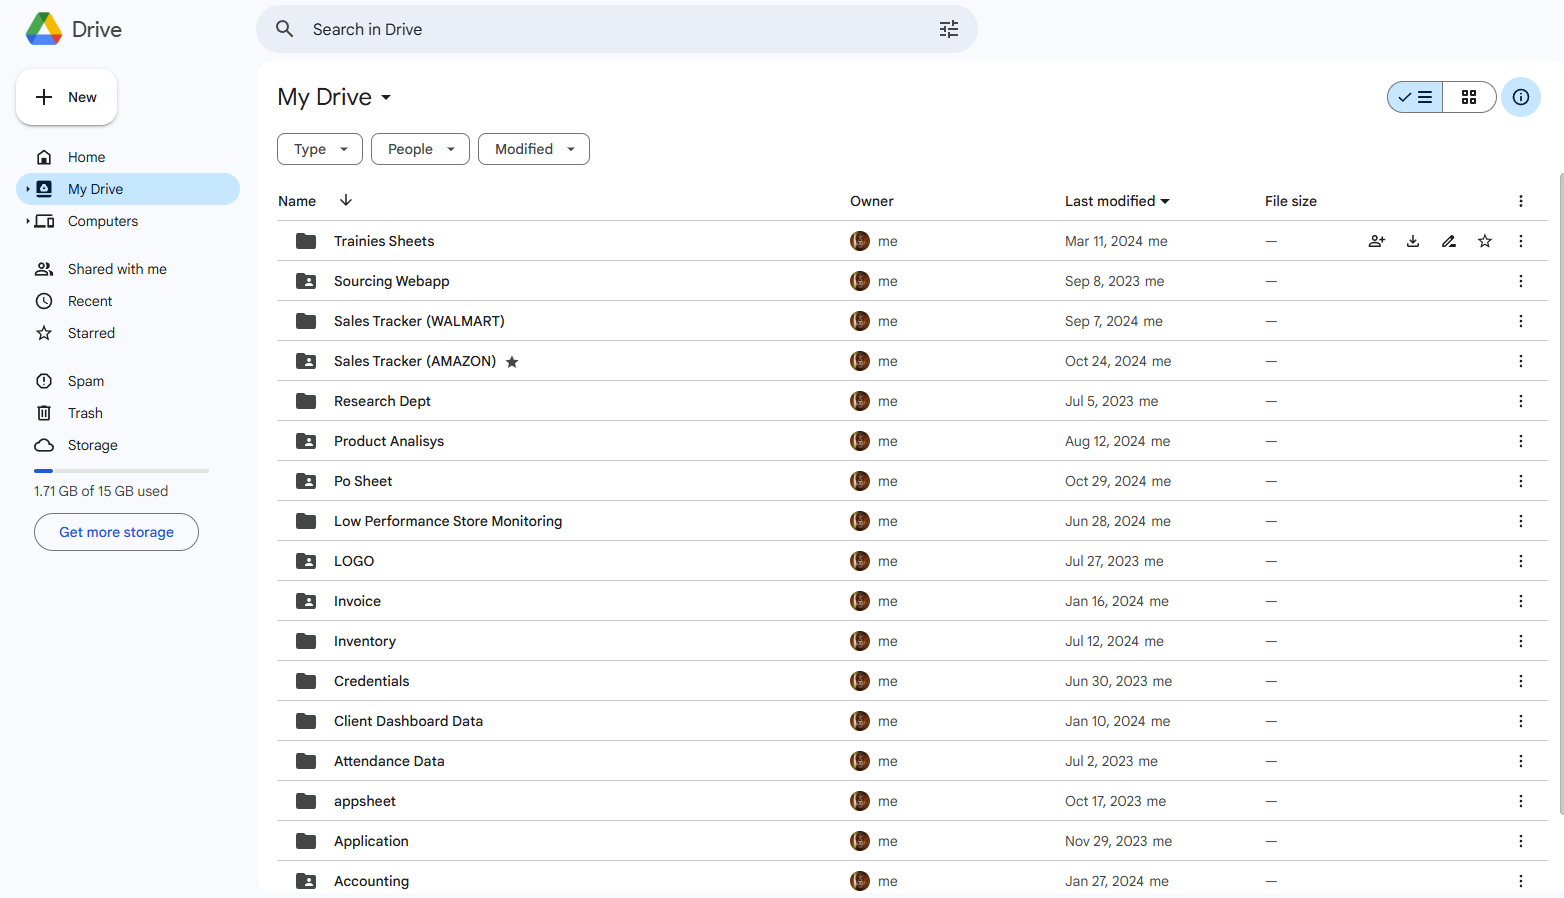 Drive
Search in Drive
New
My Drive
Type People Modified
Home
My Drive
Computers
Shared with me
Recent
Starred
Spam
Trash
Storage
1.71 GB of 15 GB used
Get more storage
Name Owner Last modified File size
Trainies Sheets me Mar 11, 2024 me —
Sourcing Webapp me Sep 8, 2023 me —
Sales Tracker (WALMART) me Sep 7, 2024 me —
Sales Tracker (AMAZON) me Oct 24, 2024 me —
Research Dept me Jul 5, 2023 me —
Product Analisys me Aug 12, 2024 me —
Po Sheet me Oct 29, 2024 me —
Low Performance Store Monitoring me Jun 28, 2024 me —
LOGO me Jul 27, 2023 me —
Invoice me Jan 16, 2024 me —
Inventory me Jul 12, 2024 me —
Credentials me Jun 30, 2023 me —
Client Dashboard Data me Jan 10, 2024 me —
Attendance Data me Jul 2, 2023 me —
appsheet me Oct 17, 2023 me —
Application me Nov 29, 2023 me —
Accounting me Jan 27, 2024 me —